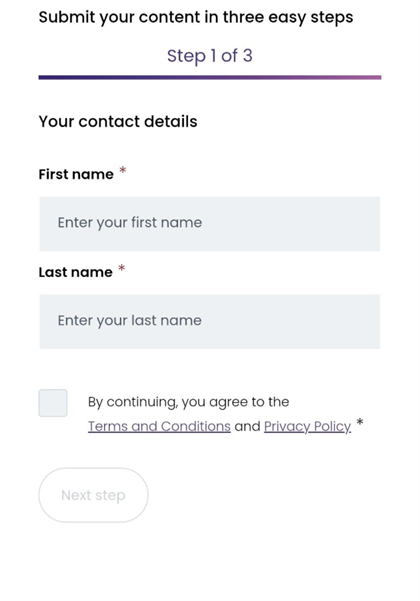 Submit your content in three easy steps
Step 1 of 3
Your contact details
First name *
Enter your first name
Last name *
Enter your last name
By continuing, you agree to the
Terms and Conditions and Privacy Policy *
Next step